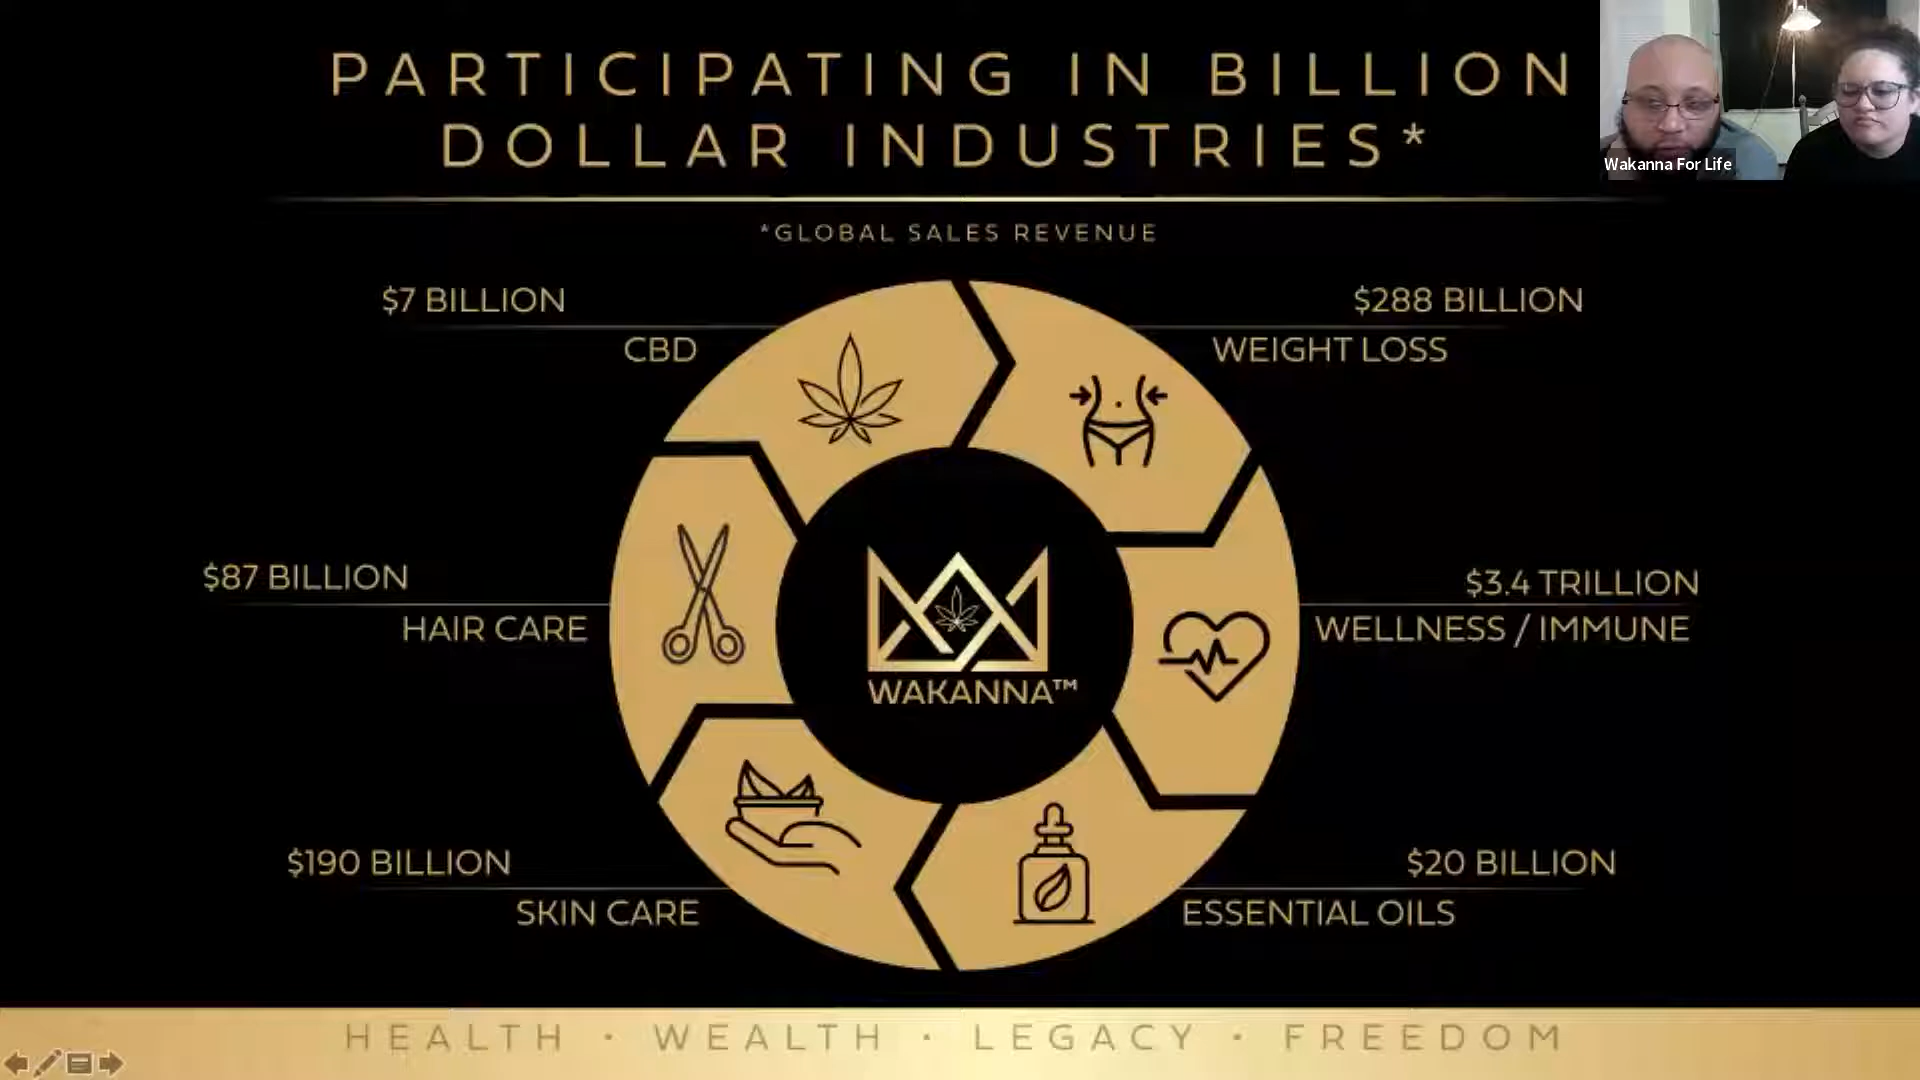 PARTICIPATING IN BILLION
DOLLAR INDUSTRIES*
Wakanna For Life
*GLOBAL SALES REVENUE
$7 BILLION
CBD
$288 BILLION
WEIGHT LOSS
$87 BILLION
HAIR CARE
WAKANNA™
$3.4 TRILLION
WELLNESS / IMMUNE
$190 BILLION
SKIN CARE
$20 BILLION
ESSENTIAL OILS
HEALTH · WEALTH · LEGACY · FREEDOM